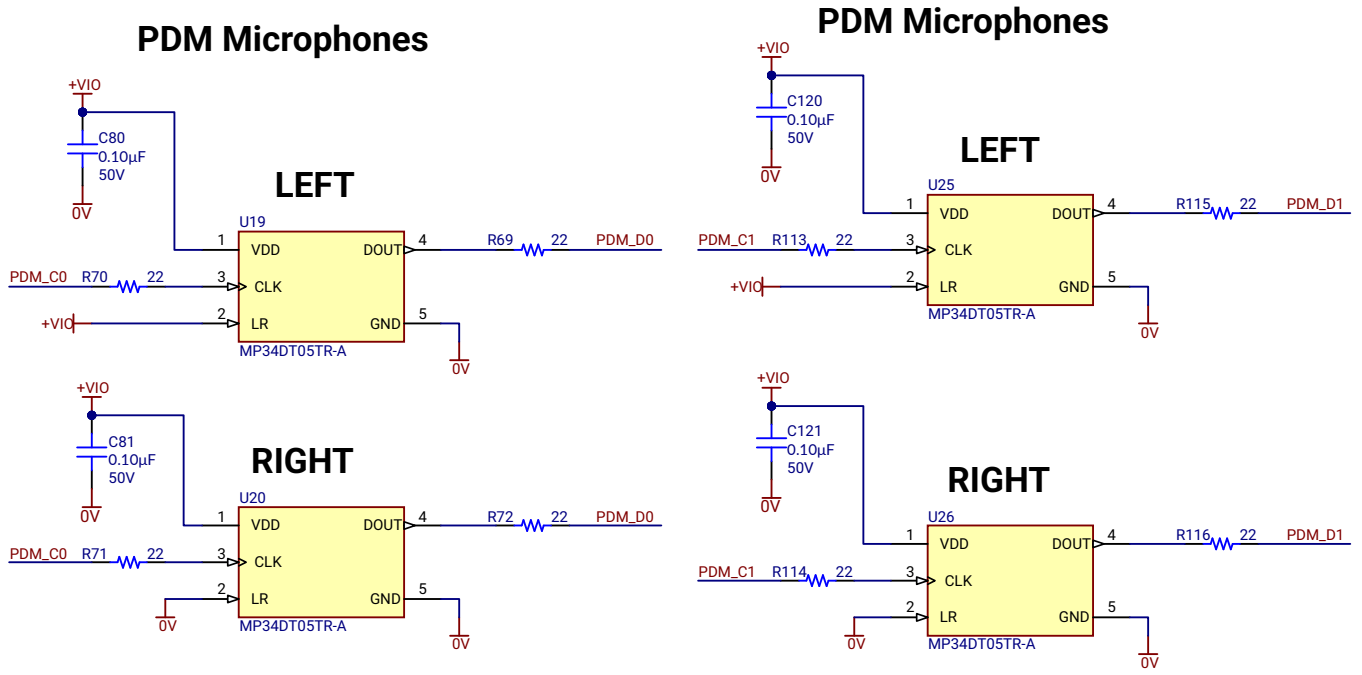 PDM Microphones
+VIO
C80
0.10µF
50V
0V
LEFT
U19
1
VDD
DOUT
4
R69
22
PDM_D0
PDM_C0
R70
22
3
CLK
+VIO
2
LR
GND
5
0V
MP34DT05TR-A
+VIO
C81
0.10µF
50V
0V
RIGHT
U20
1
VDD
DOUT
4
R72
22
PDM_D0
PDM_C0
R71
22
3
CLK
2
LR
GND
5
0V
0V
MP34DT05TR-A
PDM Microphones
+VIO
C120
0.10µF
50V
0V
LEFT
U25
1
VDD
DOUT
4
R115
22
PDM_D1
PDM_C1
R113
22
3
CLK
+VIO
2
LR
GND
5
0V
MP34DT05TR-A
+VIO
C121
0.10µF
50V
0V
RIGHT
U26
1
VDD
DOUT
4
R116
22
PDM_D1
PDM_C1
R114
22
3
CLK
2
LR
GND
5
0V
0V
MP34DT05TR-A